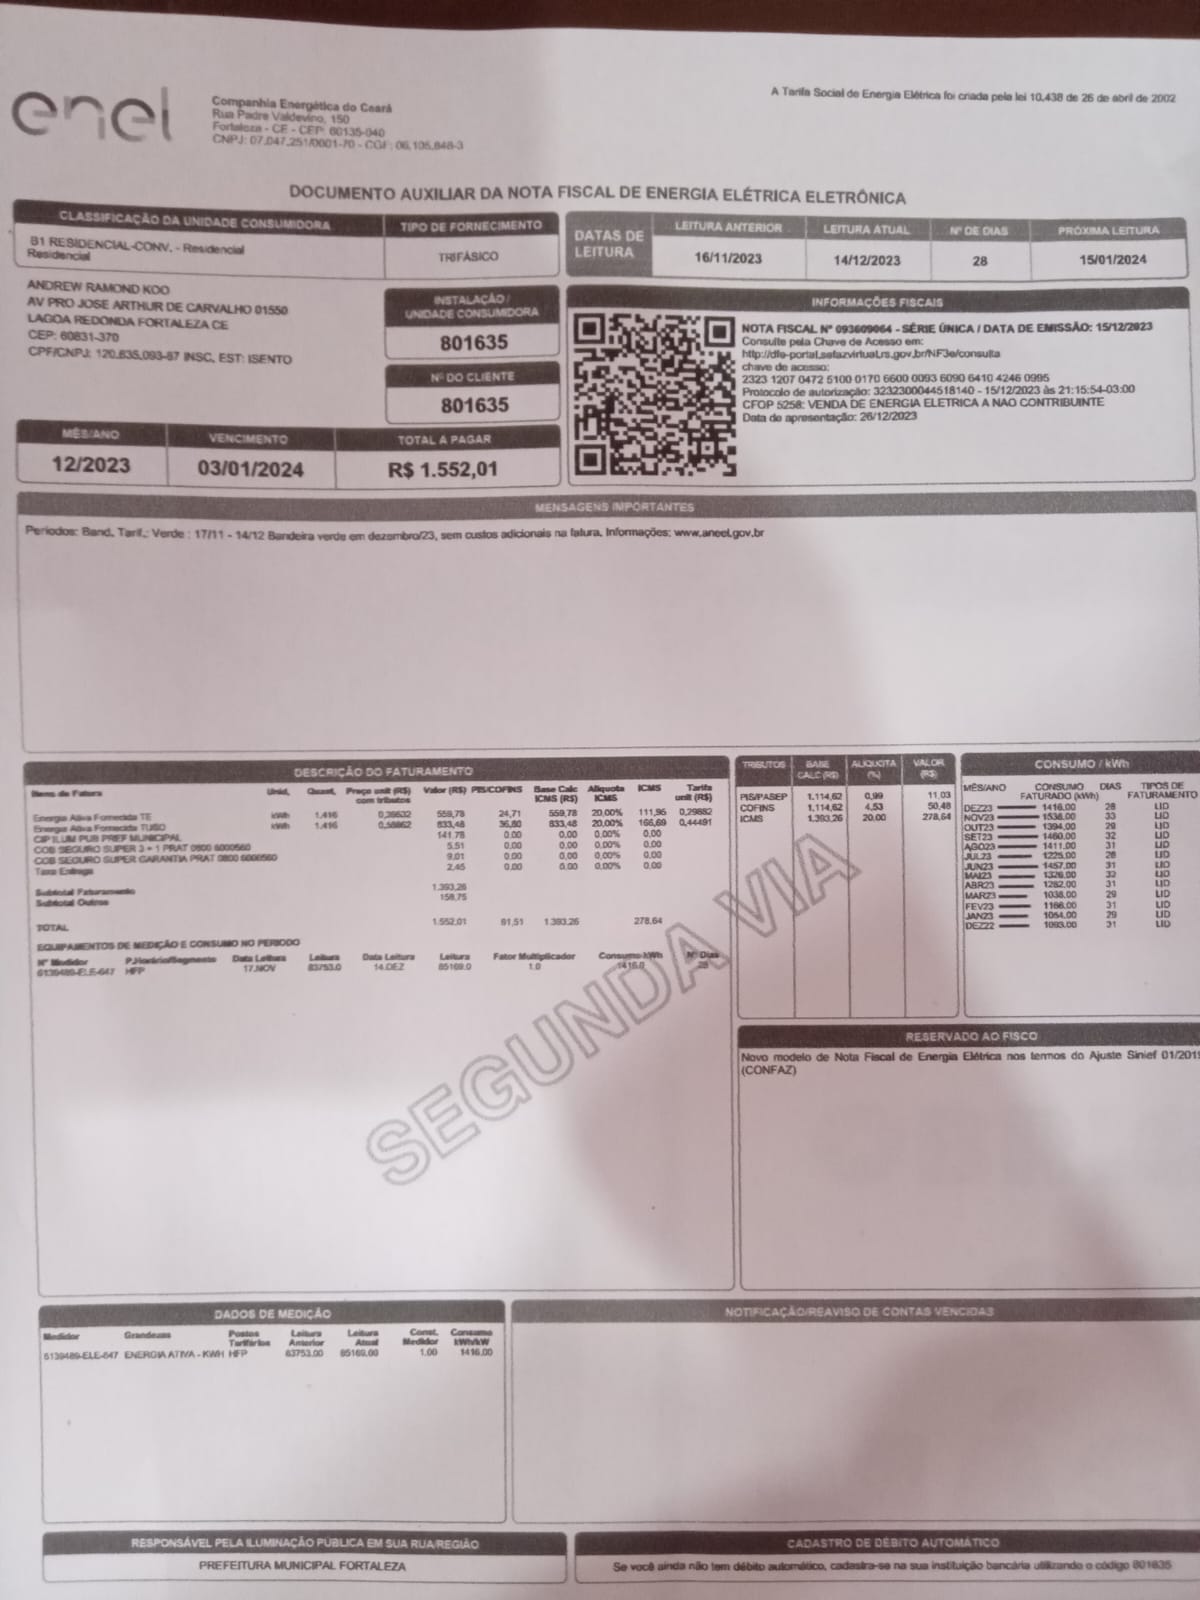 enel
Companhia Energética do Ceará
Rua Padre Valdevino, 150
Fortaleza - CE - CEP: 60135-040
CNPJ: 07.047.251/0001-70 - CGF: 06.105.848-3
A Tarifa Social de Energia Elétrica foi criada pela lei 10.438 de 26 de abril de 2002
DOCUMENTO AUXILIAR DA NOTA FISCAL DE ENERGIA ELÉTRICA ELETRÔNICA
CLASSIFICAÇÃO DA UNIDADE CONSUMIDORA
TIPO DE FORNECIMENTO
B1 RESIDENCIAL-CONV. - Residencial
Residencial
TRIFÁSICO
DATAS DE LEITURA
LEITURA ANTERIOR LEITURA ATUAL Nº DE DIAS PRÓXIMA LEITURA
16/11/2023 14/12/2023 28 15/01/2024
ANDREW RAMOND KOO
AV PRO JOSE ARTHUR DE CARVALHO 01550
LAGOA REDONDA FORTALEZA CE
CEP: 60831-370
CPF/CNPJ: 120.635.093-87 INSC. EST: ISENTO
INSTALAÇÃO /
UNIDADE CONSUMIDORA
801635
Nº DO CLIENTE
801635
MÊS/ANO VENCIMENTO TOTAL A PAGAR
12/2023 03/01/2024 R$ 1.552,01
INFORMAÇÕES FISCAIS
NOTA FISCAL Nº 093609064 - SÉRIE ÚNICA / DATA DE EMISSÃO: 15/12/2023
Consulte pela Chave de Acesso em:
http://dfe-portal.sefazvirtual.rs.gov.br/NF3e/consulta
chave de acesso:
2323 1207 0472 5100 0170 6600 0093 6090 6410 4246 0995
Protocolo de autorização: 3232300044518140 - 15/12/2023 às 21:15:54-03:00
CFOP 5258: VENDA DE ENERGIA ELETRICA A NAO CONTRIBUINTE
Data de apresentação: 26/12/2023
MENSAGENS IMPORTANTES
Períodos: Band. Tarif.: Verde : 17/11 - 14/12 Bandeira verde em dezembro/23, sem custos adicionais na fatura. Informações: www.aneel.gov.br
DESCRIÇÃO DO FATURAMENTO
Itens de Fatura Unid. Quant. Preço unit (R$) com tributos Valor (R$) PIS/COFINS Base Calc ICMS (R$) Alíquota ICMS ICMS Tarifa unit (R$)
Energia Ativa Fornecida TE kWh 1.416 0,39532 559,78 24,71 559,78 20,00% 111,95 0,29882
Energia Ativa Fornecida TUSD kWh 1.416 0,58862 833,48 36,80 833,48 20,00% 166,69 0,44491
CIP ILUM PUB PREF MUNICIPAL 141,78 0,00 0,00 0,00% 0,00
COB SEGURO SUPER 3 + 1 PRAT 0800 6000560 5,51 0,00 0,00 0,00% 0,00
COB SEGURO SUPER GARANTIA PRAT 0800 6000560 9,01 0,00 0,00 0,00% 0,00
Taxa Entrega 2,45 0,00 0,00 0,00% 0,00
Subtotal Faturamento 1.393,26
Subtotal Outros 158,75
TOTAL 1.552,01 61,51 1.393,26 278,64
EQUIPAMENTOS DE MEDIÇÃO E CONSUMO NO PERÍODO
Nº Medidor P.Horário/Segmento Data Leitura Leitura Data Leitura Leitura Fator Multiplicador Consumo kWh Nº Dias
6139489-ELE-647 HFP 17.NOV 83753.0 14.DEZ 85169.0 1.0 1416.0 28
TRIBUTOS BASE CALC (R$) ALÍQUOTA (%) VALOR (R$)
PIS/PASEP 1.114,62 0,99 11,03
COFINS 1.114,62 4,53 50,48
ICMS 1.393,26 20,00 278,64
CONSUMO / kWh
MÊS/ANO CONSUMO FATURADO (kWh) DIAS TIPOS DE FATURAMENTO
DEZ23 1416,00 28 LID
NOV23 1538,00 33 LID
OUT23 1394,00 29 LID
SET23 1460,00 32 LID
AGO23 1411,00 31 LID
JUL23 1225,00 28 LID
JUN23 1457,00 31 LID
MAI23 1326,00 32 LID
ABR23 1282,00 31 LID
MAR23 1038,00 29 LID
FEV23 1166,00 31 LID
JAN23 1054,00 29 LID
DEZ22 1093,00 31 LID
SEGUNDA VIA
RESERVADO AO FISCO
Novo modelo de Nota Fiscal de Energia Elétrica nos termos do Ajuste Sinief 01/2019
(CONFAZ)
DADOS DE MEDIÇÃO
Medidor Grandezas Postos Tarifários Leitura Anterior Leitura Atual Const. Medidor Consumo kWh/kW
6139489-ELE-647 ENERGIA ATIVA - KWH HFP 83753,00 85169,00 1.00 1416,00
NOTIFICAÇÃO/REAVISO DE CONTAS VENCIDAS
RESPONSÁVEL PELA ILUMINAÇÃO PÚBLICA EM SUA RUA/REGIÃO
PREFEITURA MUNICIPAL FORTALEZA
CADASTRO DE DÉBITO AUTOMÁTICO
Se você ainda não tem débito automático, cadastra-se na sua instituição bancária utilizando o código 801635